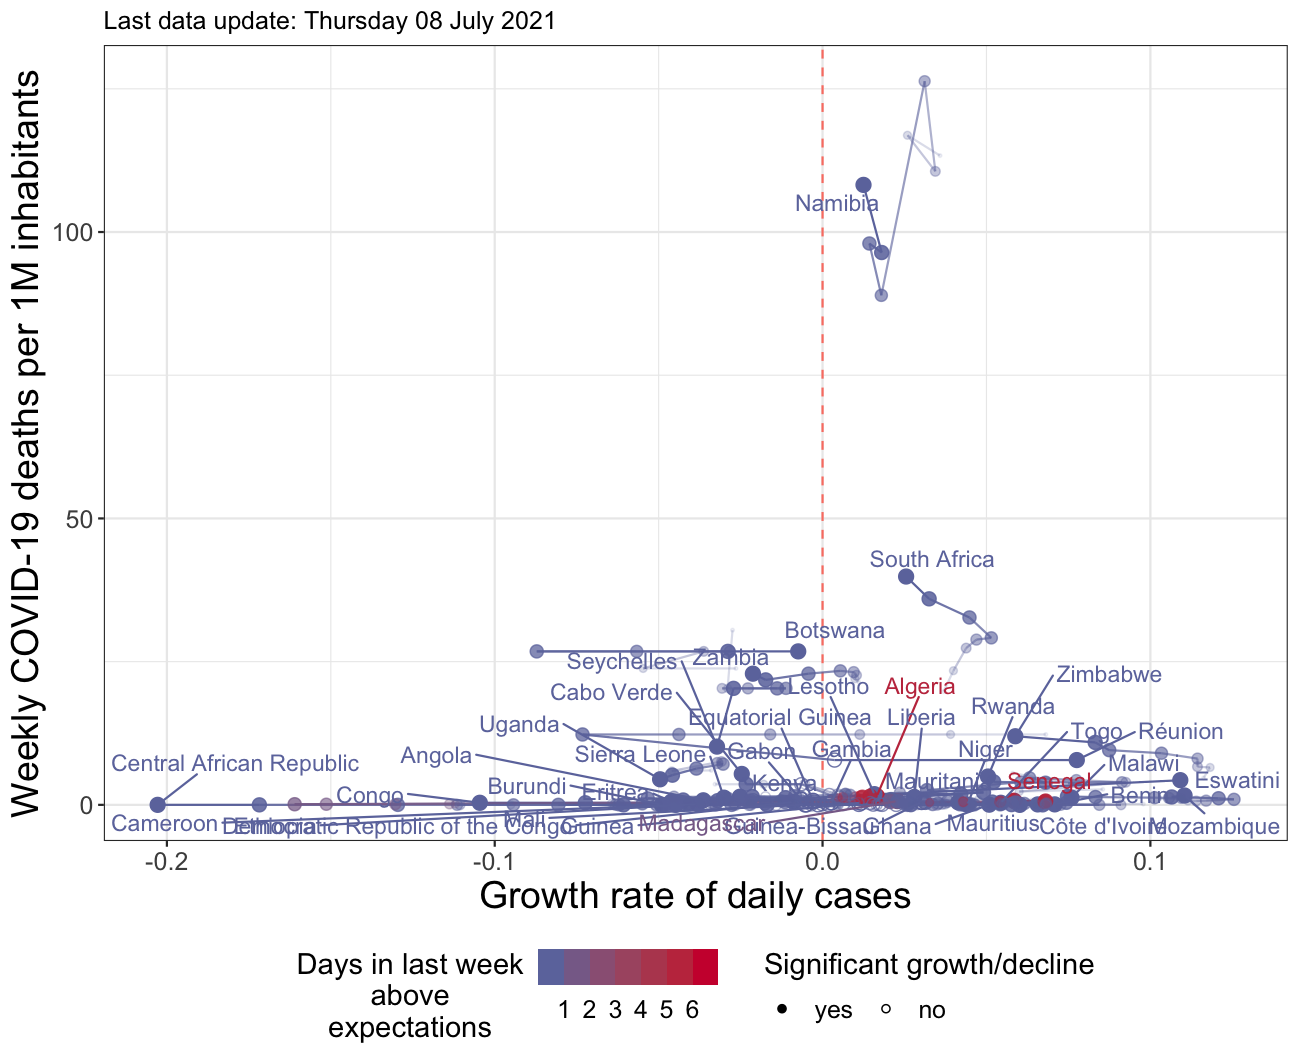 Last data update: Thursday 08 July 2021
Weekly COVID-19 deaths per 1M inhabitants
100
50
0
Namibia
South Africa
Botswana
Seychelles
Zambia
Zimbabwe
Cabo Verde
Lesotho
Algeria
Rwanda
Uganda
Equatorial Guinea
Liberia
Togo
Réunion
Angola
Sierra Leone
Gabon
Gambia
Niger
Malawi
Central African Republic
Burundi
Eritrea
Kenya
Mauritania
Senegal
Eswatini
Congo
Benin
Cameroon
Ethiopia
Democratic Republic of the Congo
Mali
Guinea
Madagascar
Guinea-Bissau
Ghana
Mauritius
Côte d'Ivoire
Mozambique
-0.2
-0.1
0.0
0.1
Growth rate of daily cases
Days in last week
above
expectations
1 2 3 4 5 6
Significant growth/decline
yes
no